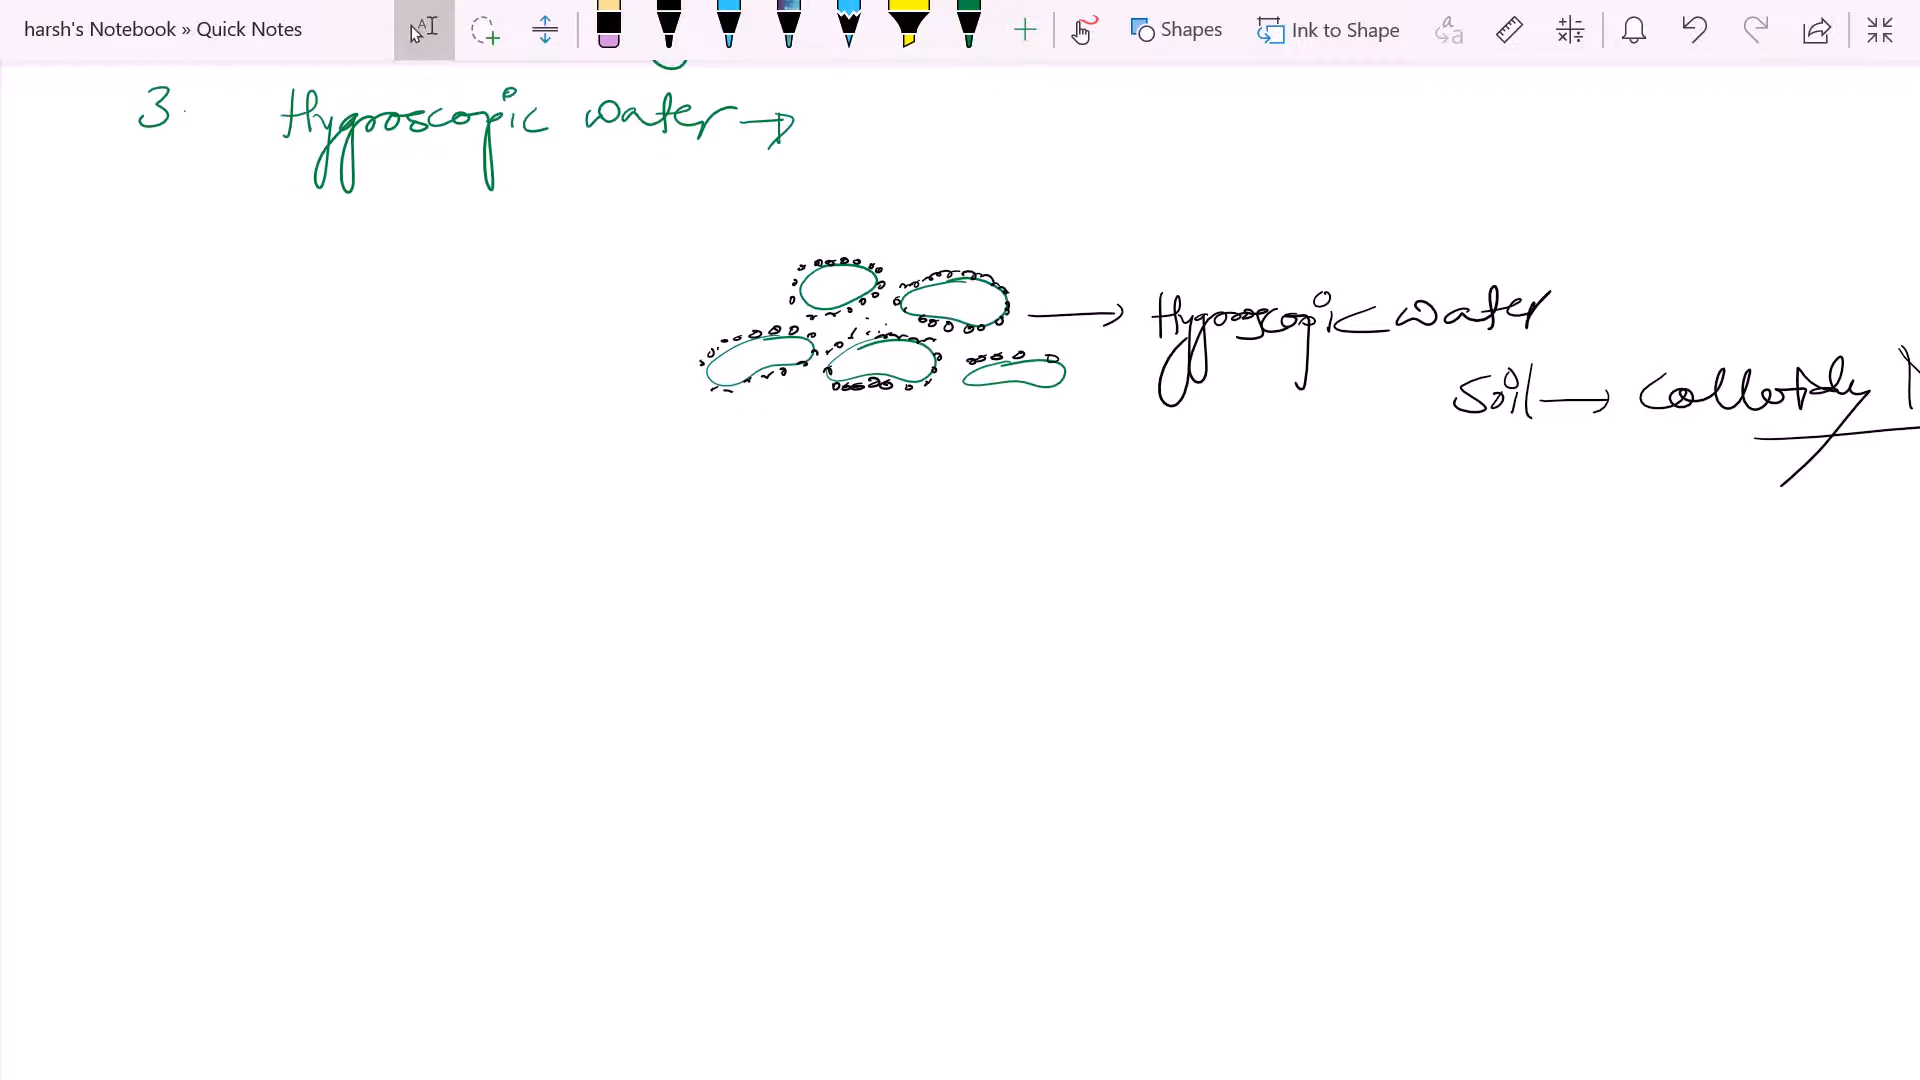 harsh's Notebook » Quick Notes
Shapes
Ink to Shape
3. Hygroscopic water →
→ Hygroscopic water
Soil →